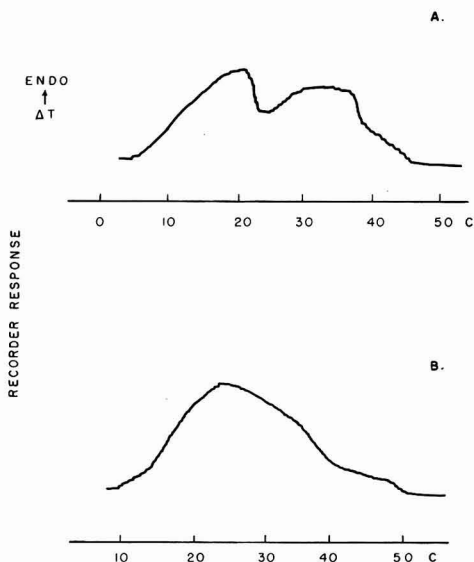 A.
ENDO
↑
ΔT
0 10 20 30 40 50 C
RECORDER RESPONSE
B.
10 20 30 40 50 C